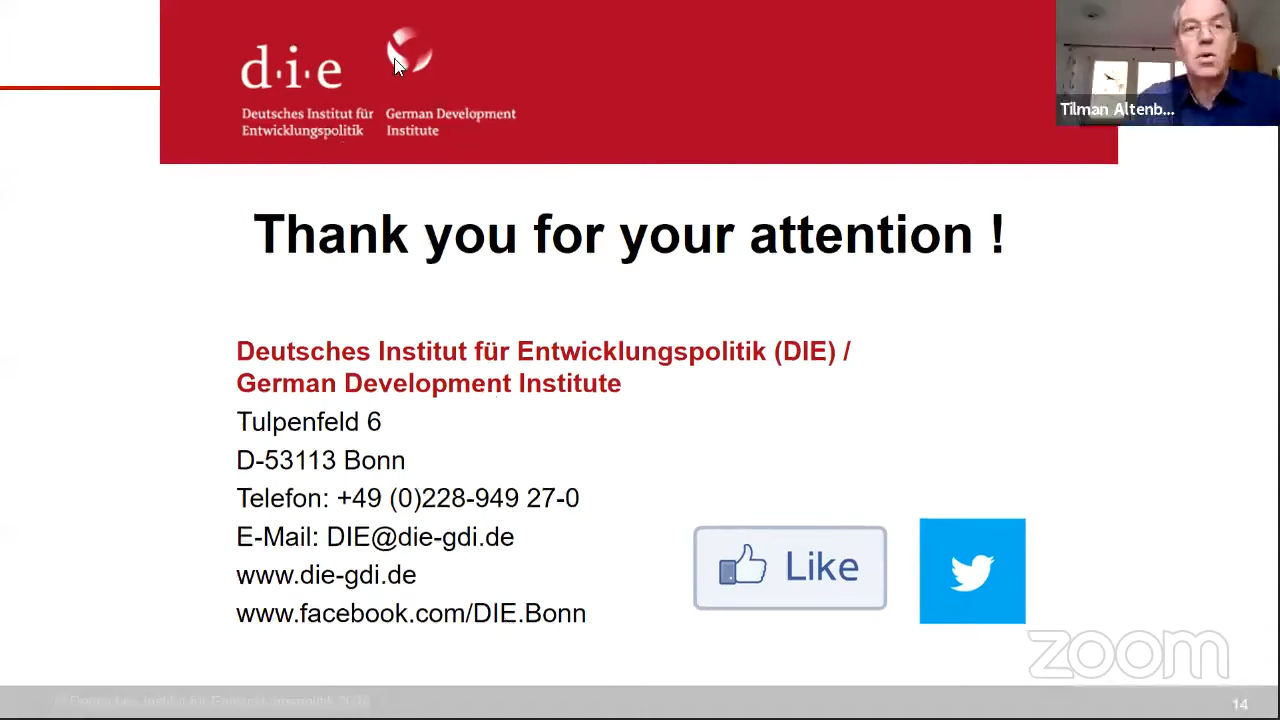 d·i·e
Deutsches Institut für
Entwicklungspolitik
German Development
Institute
Tilman Altenb...
Thank you for your attention !
Deutsches Institut für Entwicklungspolitik (DIE) /
German Development Institute
Tulpenfeld 6
D-53113 Bonn
Telefon: +49 (0)228-949 27-0
E-Mail: DIE@die-gdi.de
www.die-gdi.de
www.facebook.com/DIE.Bonn
Like
zoom
14